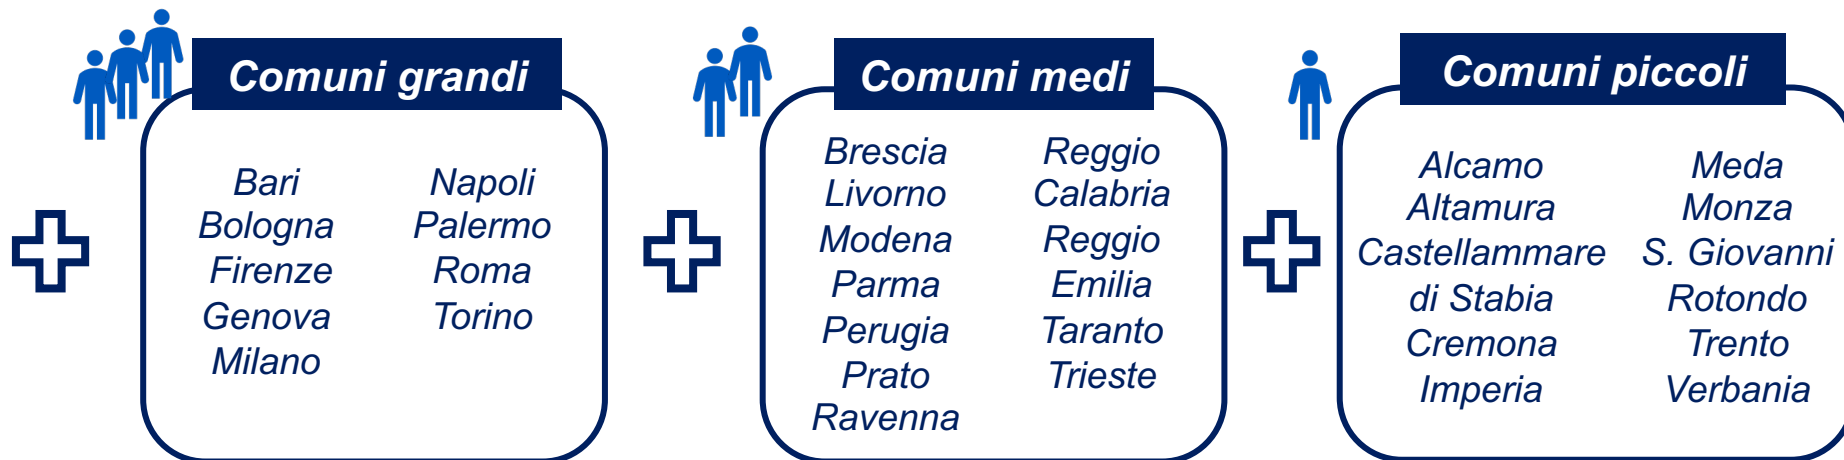 Comuni grandi
Bari
Bologna
Firenze
Genova
Milano
Napoli
Palermo
Roma
Torino
Comuni medi
Brescia
Livorno
Modena
Parma
Perugia
Prato
Ravenna
Reggio
Calabria
Reggio
Emilia
Taranto
Trieste
Comuni piccoli
Alcamo
Altamura
Castellammare
di Stabia
Cremona
Imperia
Meda
Monza
S. Giovanni
Rotondo
Trento
Verbania